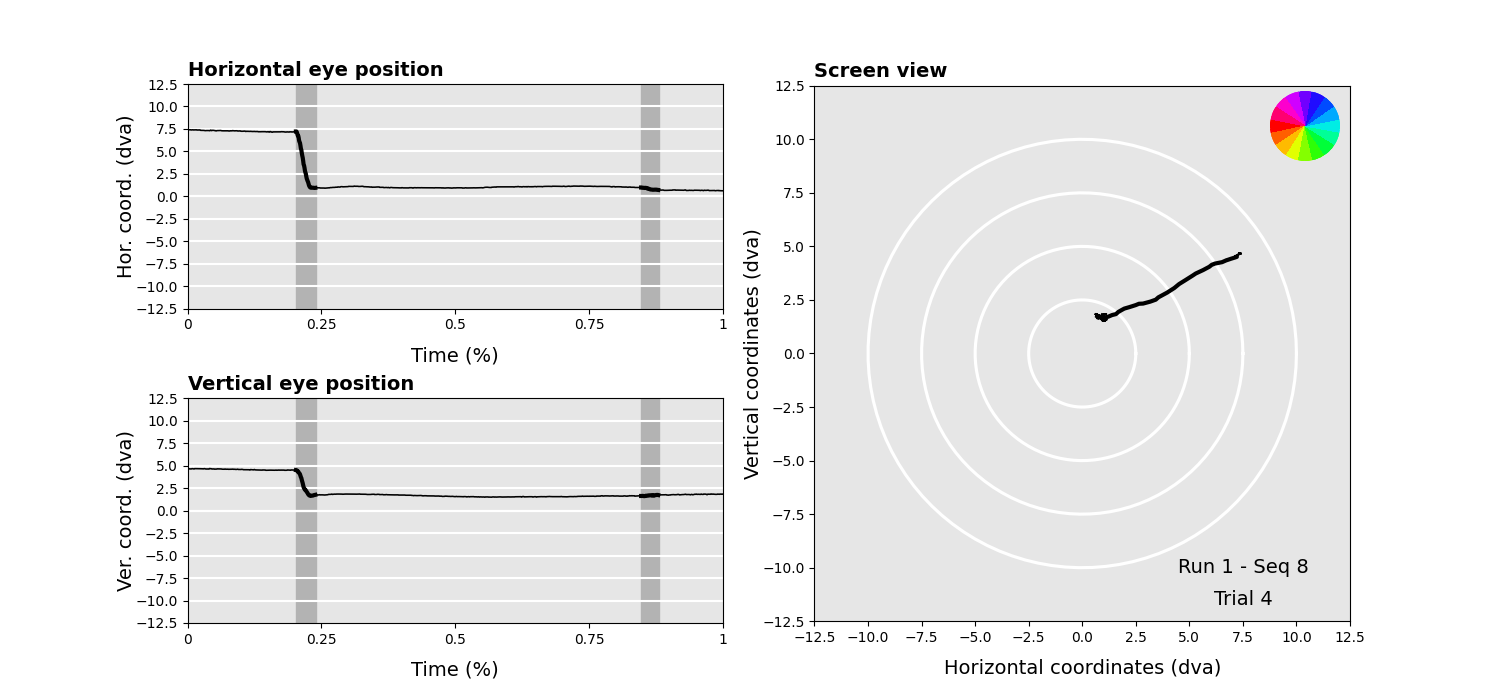 Horizontal eye position
12.5
10.0
7.5
5.0
2.5
0.0
−2.5
−5.0
−7.5
−10.0
−12.5
Hor. coord. (dva)
0 0.25 0.5 0.75 1
Time (%)
Vertical eye position
12.5
10.0
7.5
5.0
2.5
0.0
−2.5
−5.0
−7.5
−10.0
−12.5
Ver. coord. (dva)
0 0.25 0.5 0.75 1
Time (%)
Screen view
12.5
10.0
7.5
5.0
2.5
0.0
−2.5
−5.0
−7.5
−10.0
−12.5
Vertical coordinates (dva)
Run 1 - Seq 8
Trial 4
−12.5 −10.0 −7.5 −5.0 −2.5 0.0 2.5 5.0 7.5 10.0 12.5
Horizontal coordinates (dva)